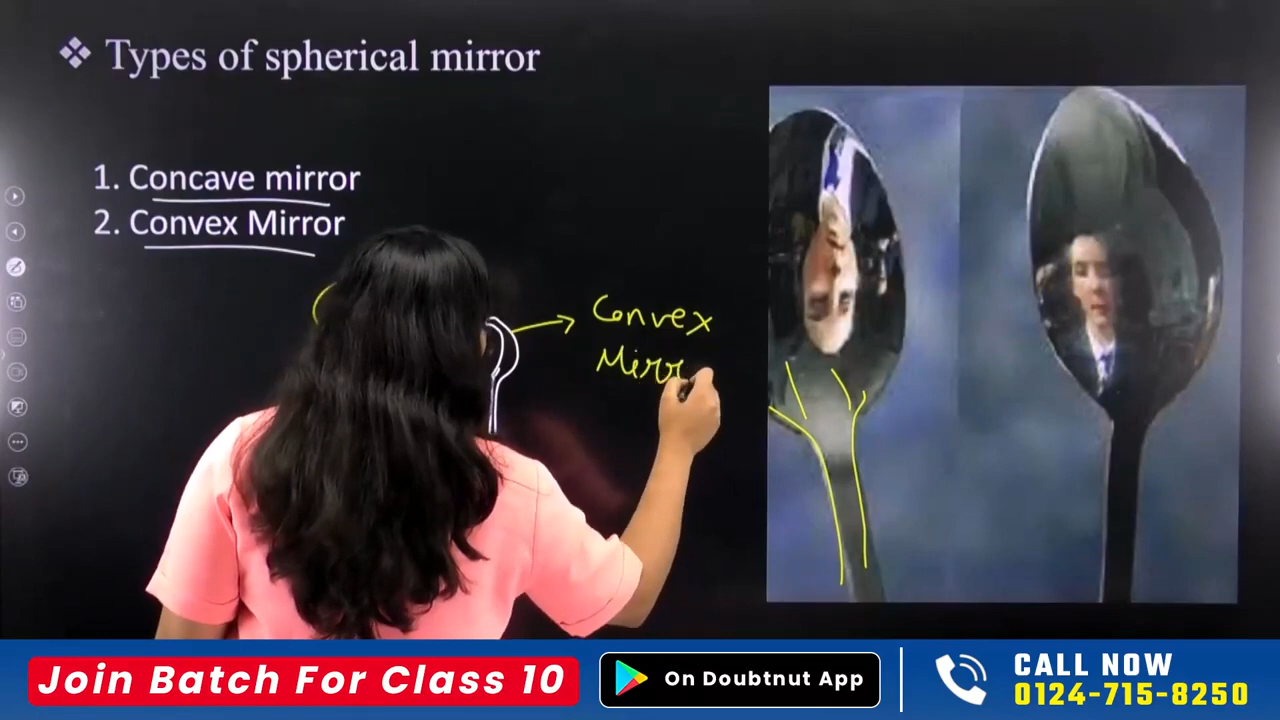 ❖ Types of spherical mirror
1. Concave mirror
2. Convex Mirror
Convex
Mirr
Join Batch For Class 10
On Doubtnut App
CALL NOW
0124-715-8250